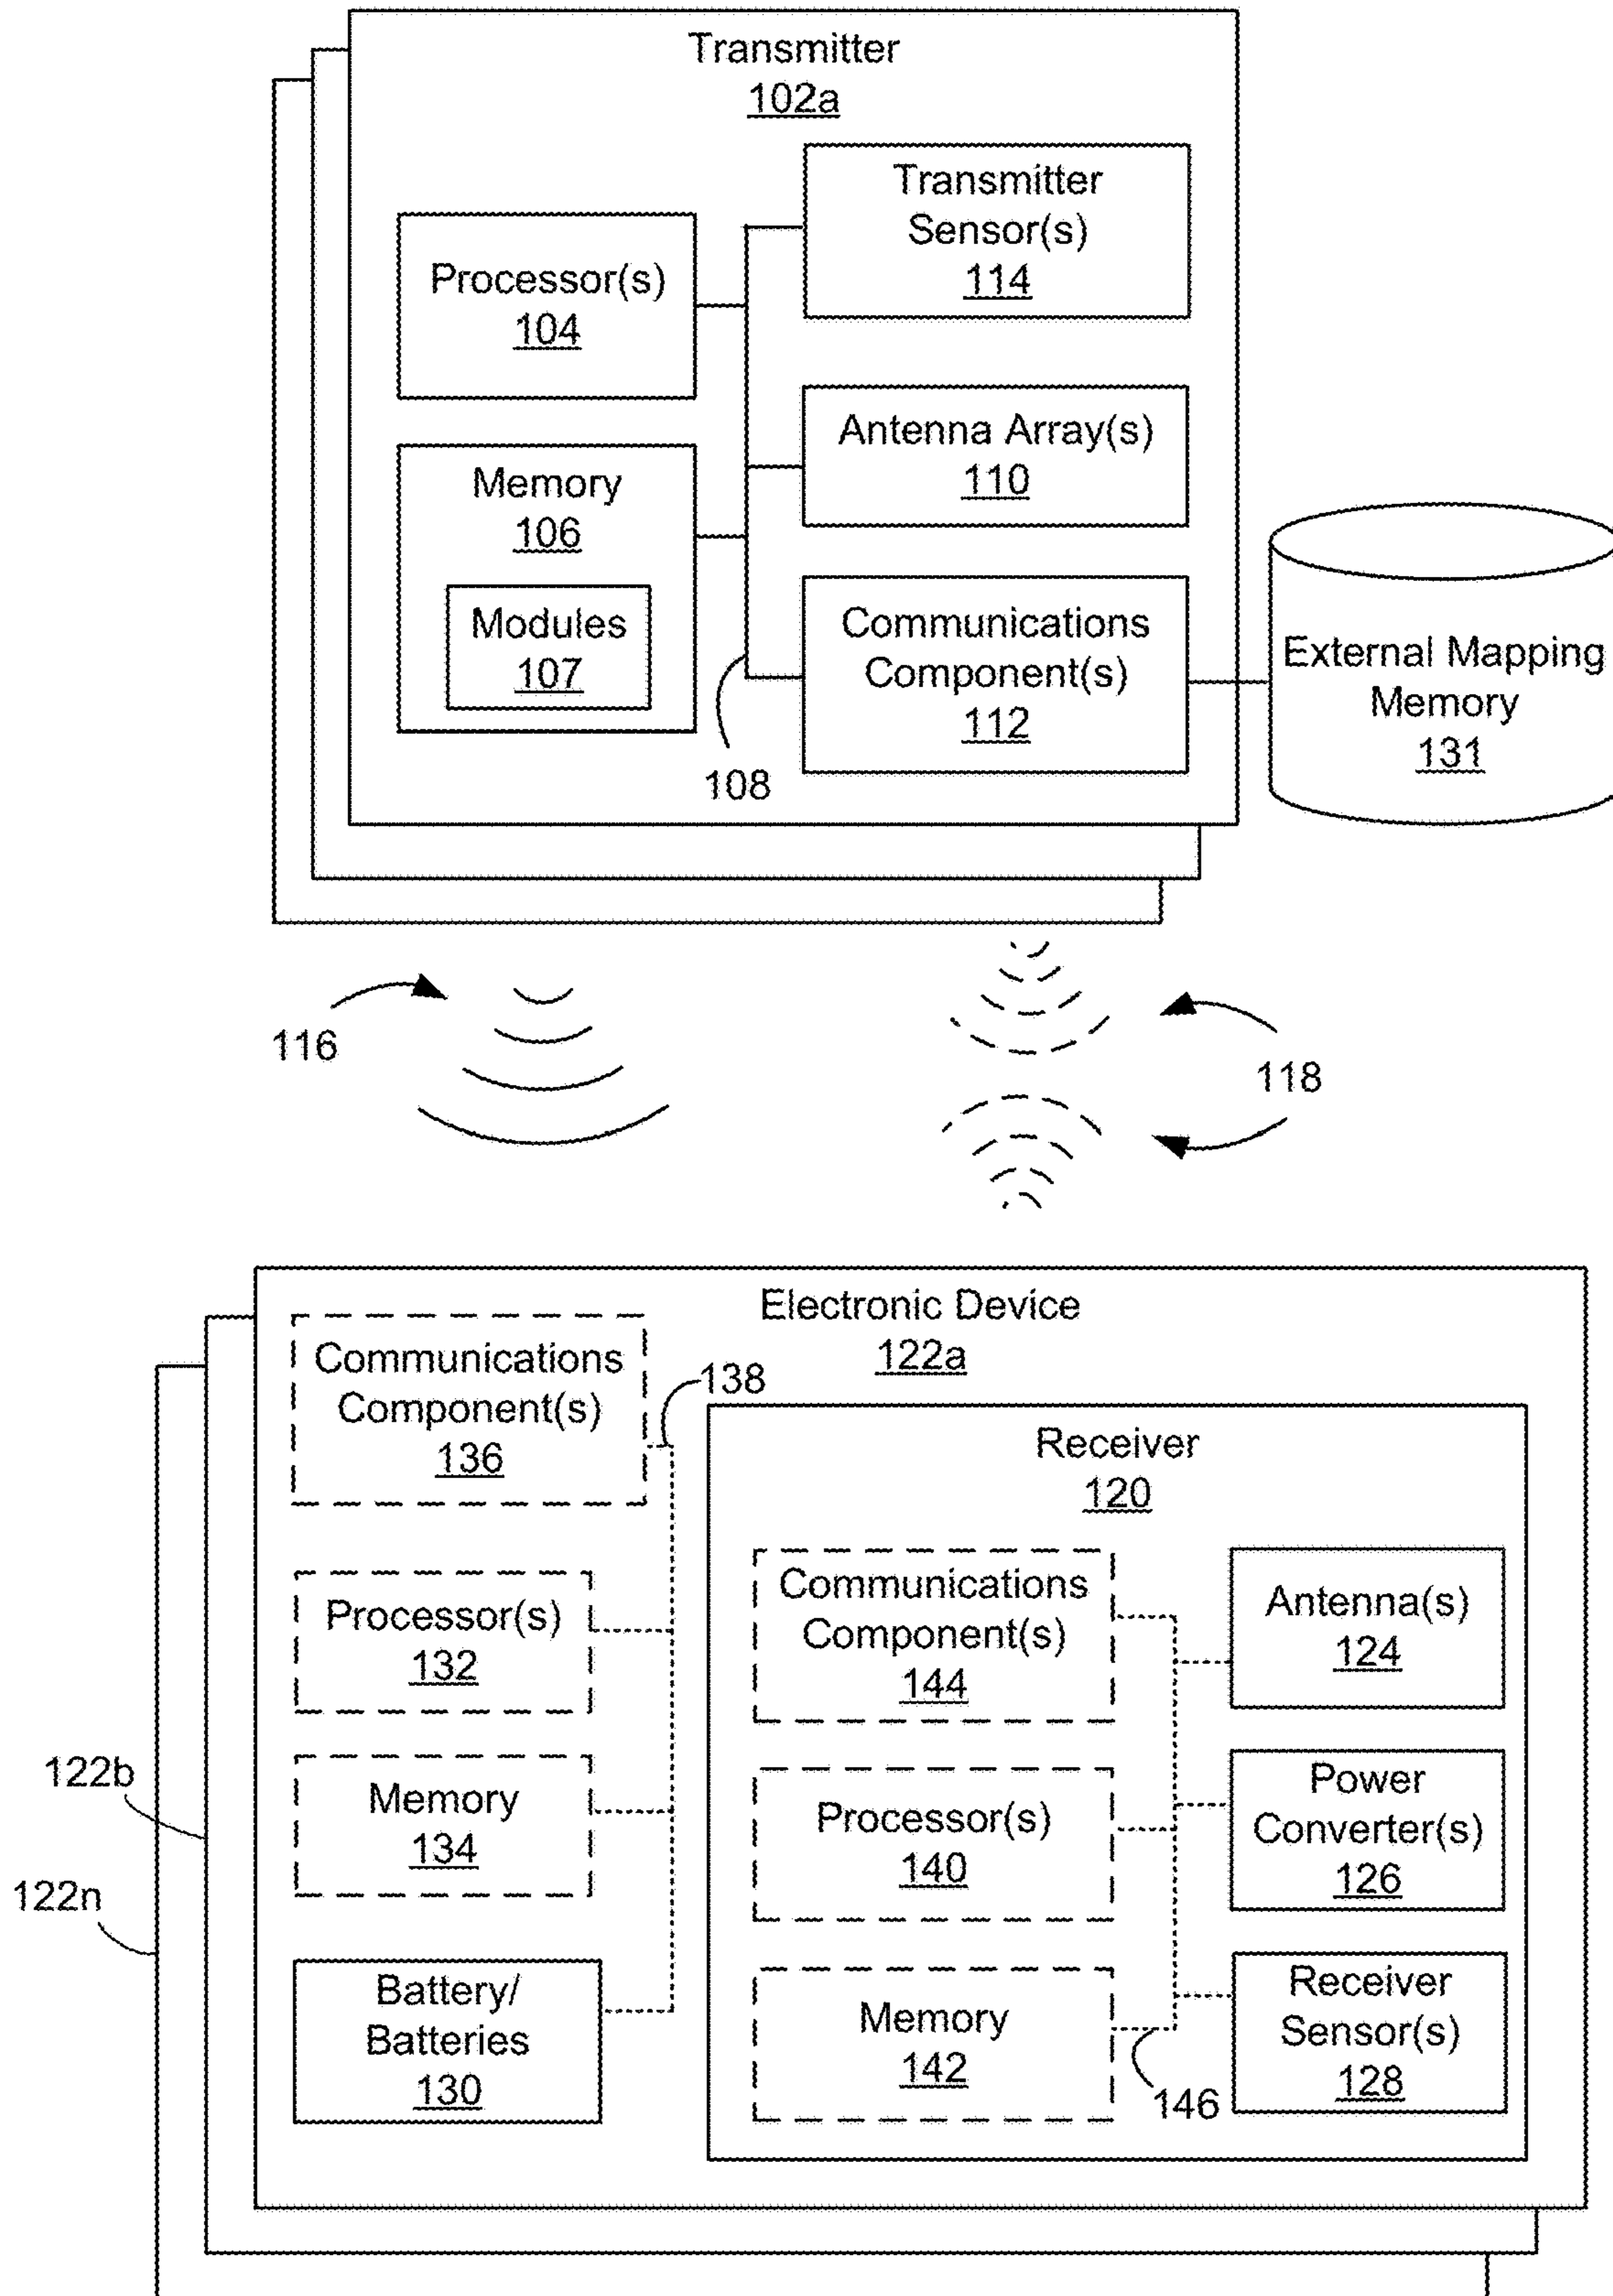 Transmitter
102a
Transmitter
Sensor(s)
114
Processor(s)
104
Antenna Array(s)
110
Memory
106
Modules
107
Communications
Component(s)
112
108
External Mapping
Memory
131
116
118
Electronic Device
122a
Communications
Component(s)
136
138
Receiver
120
Processor(s)
132
Communications
Component(s)
144
Antenna(s)
124
122b
Memory
134
Processor(s)
140
Power
Converter(s)
126
122n
Battery/
Batteries
130
Memory
142
146
Receiver
Sensor(s)
128